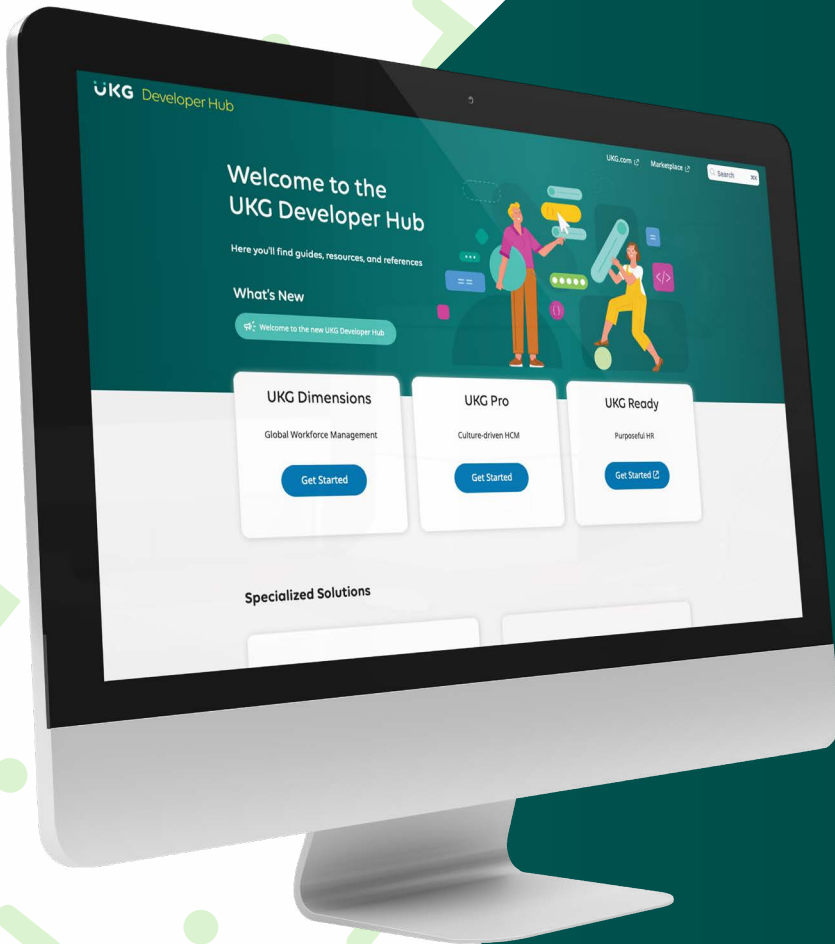 UKG Developer Hub
UKG.com
Marketplace
Search ⌘K
Welcome to the
UKG Developer Hub
Here you'll find guides, resources, and references
What's New
Welcome to the new UKG Developer Hub
== 
=
</>
()
UKG Dimensions
Global Workforce Management
Get Started
UKG Pro
Culture-driven HCM
Get Started
UKG Ready
Purposeful HR
Get Started
Specialized Solutions